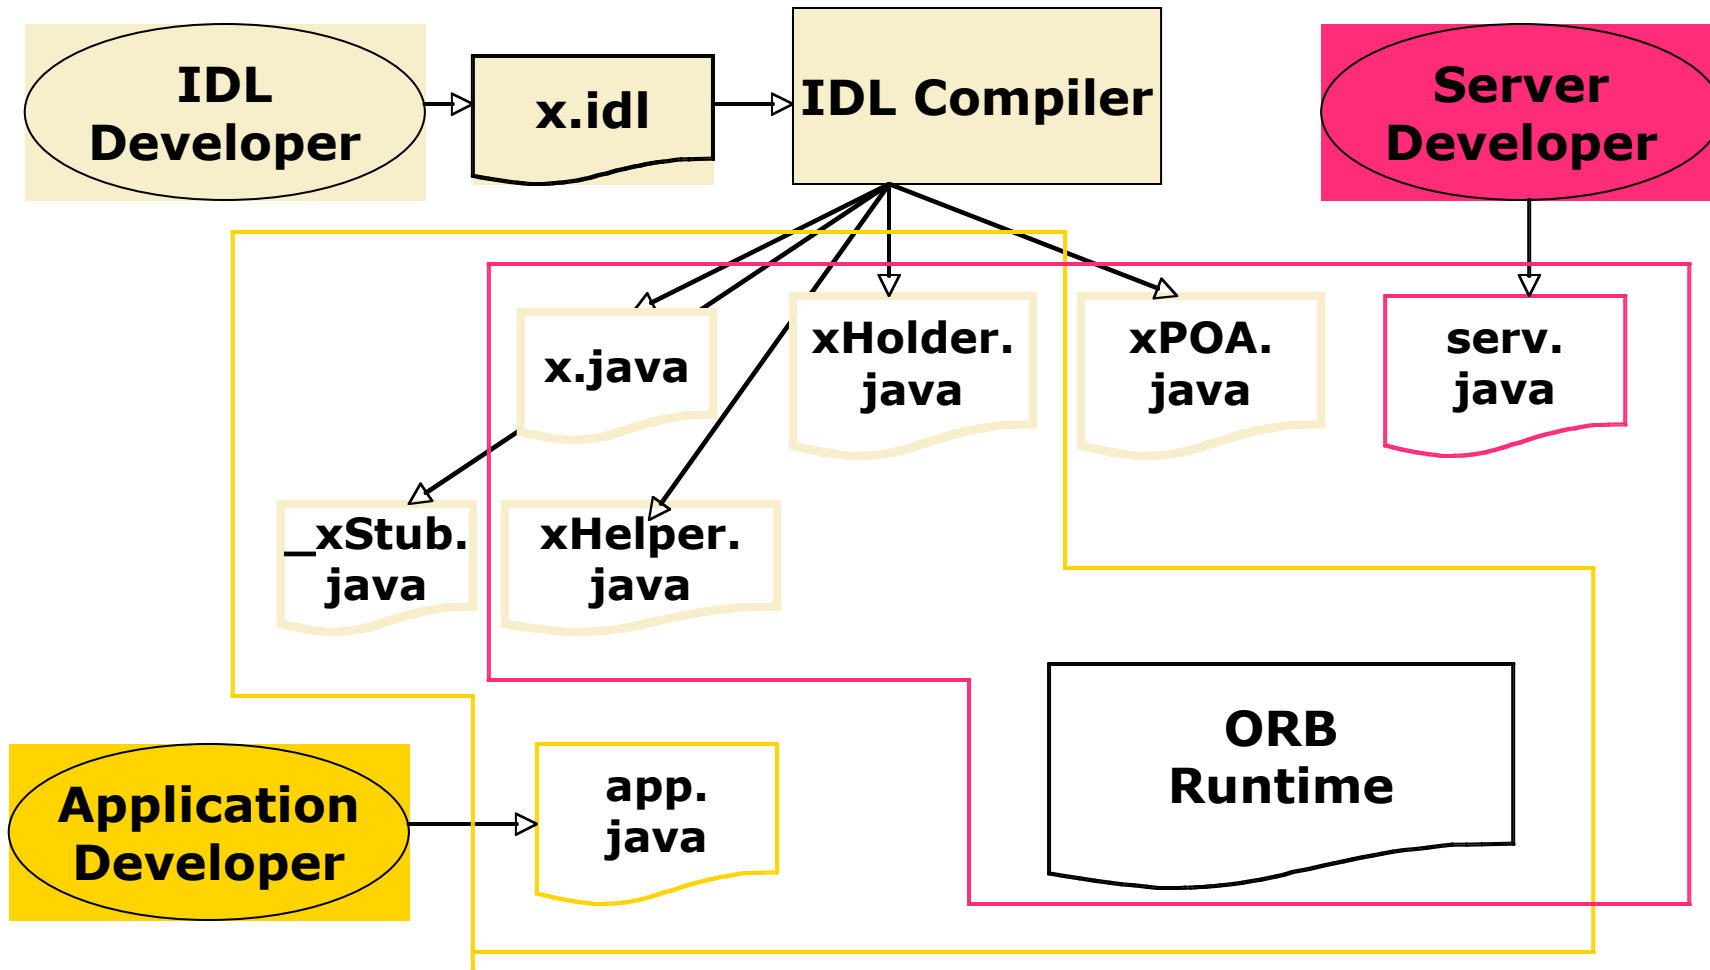 IDL
Developer
x.idl
IDL Compiler
Server
Developer
x.java
xHolder.
java
xPOA.
java
serv.
java
_xStub.
java
xHelper.
java
Application
Developer
app.
java
ORB
Runtime